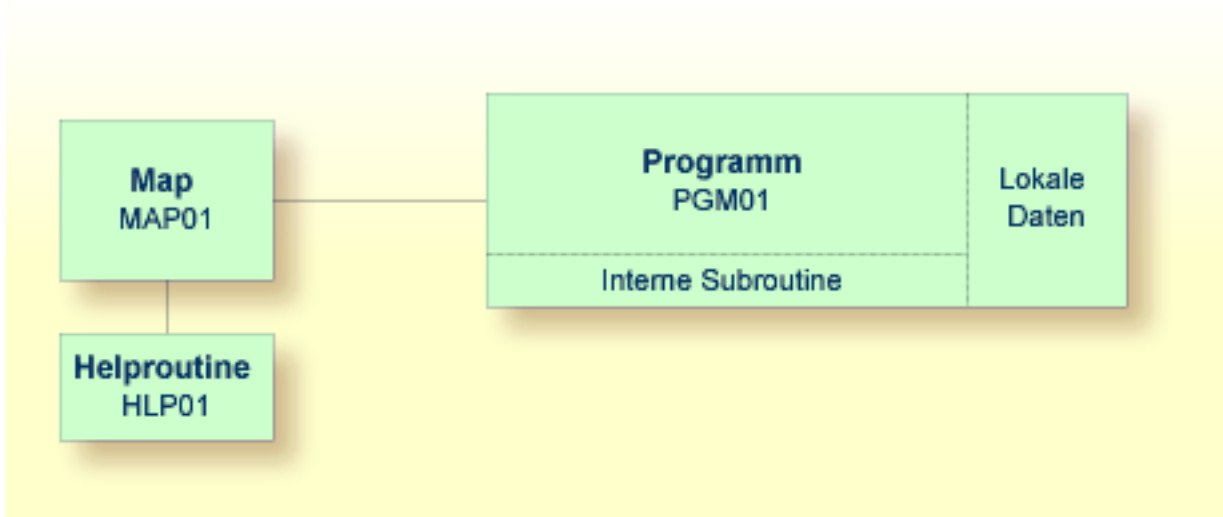 Map
MAP01
Helproutine
HLP01
Programm
PGM01
Interne Subroutine
Lokale
Daten